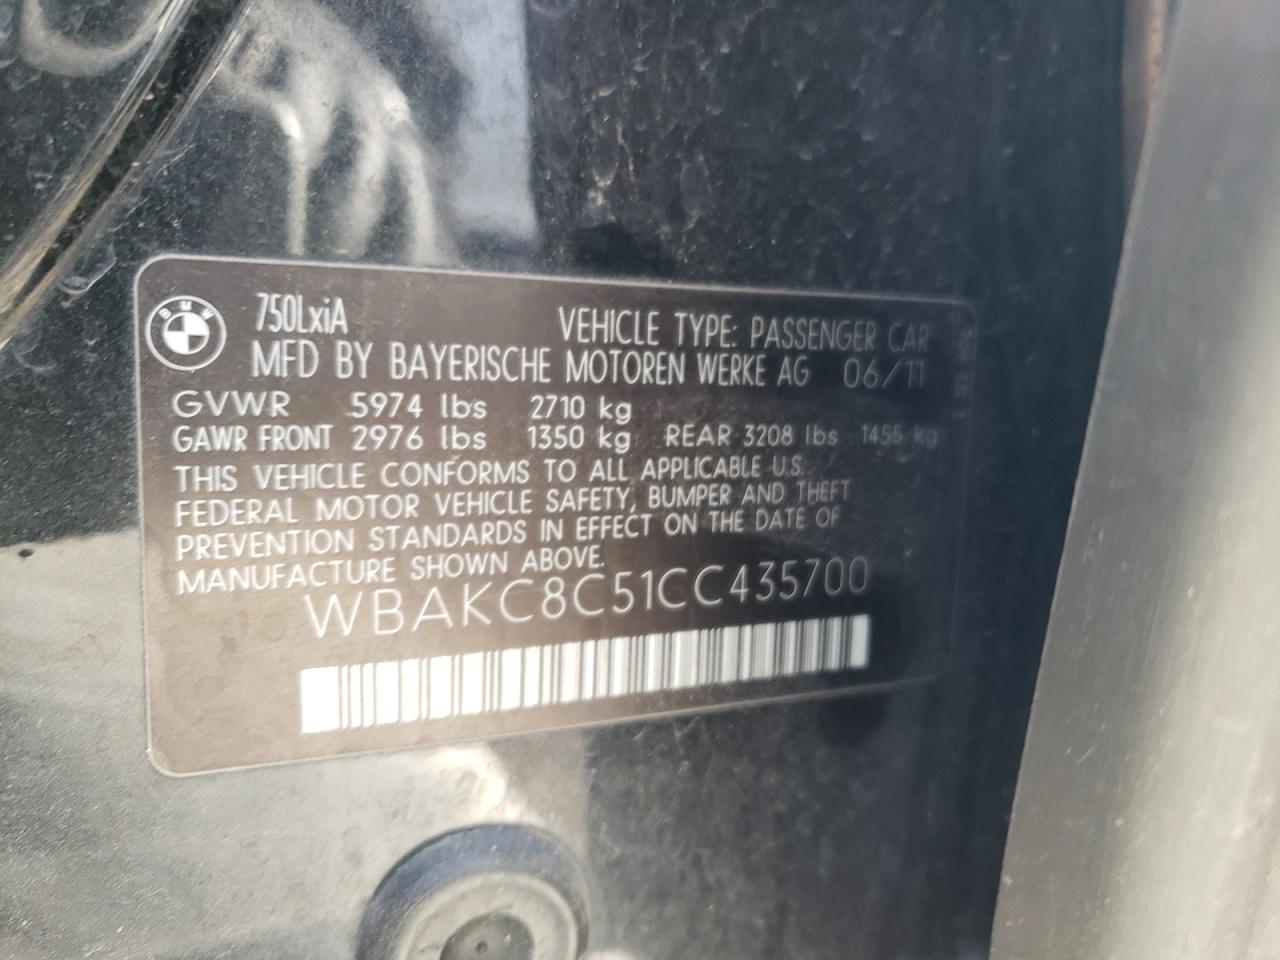 BMW
750LxiA
VEHICLE TYPE: PASSENGER CAR
MFD BY BAYERISCHE MOTOREN WERKE AG 06/11
GVWR 5974 lbs 2710 kg
GAWR FRONT 2976 lbs 1350 kg REAR 3208 lbs 1455 kg
THIS VEHICLE CONFORMS TO ALL APPLICABLE U.S.
FEDERAL MOTOR VEHICLE SAFETY, BUMPER AND THEFT
PREVENTION STANDARDS IN EFFECT ON THE DATE OF
MANUFACTURE SHOWN ABOVE.
WBAKC8C51CC435700